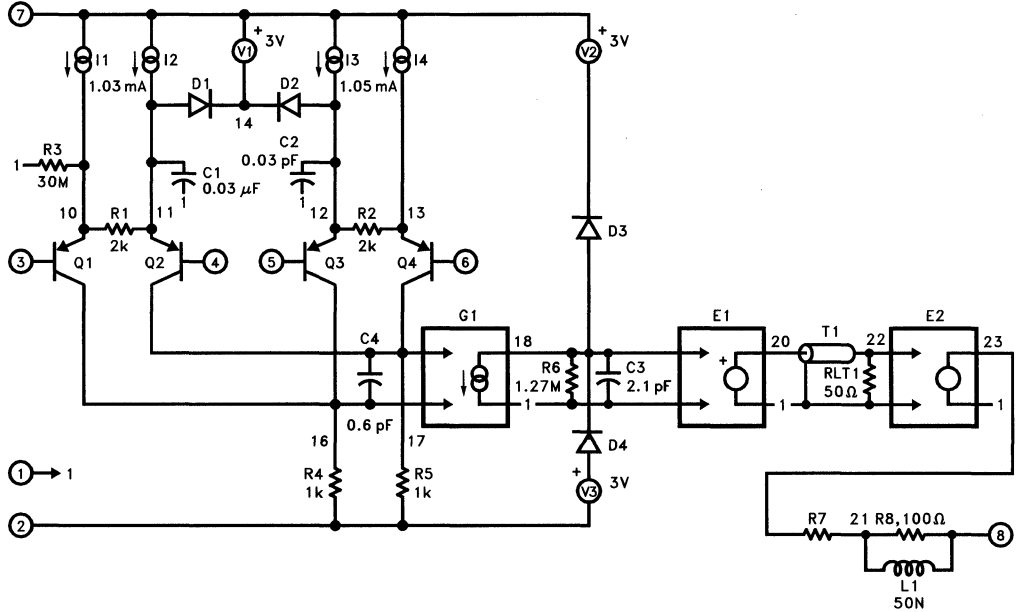 7
+
3V
V1
+
3V
V2
I1
I2
I3
I4
1.03 mA
1.05 mA
D1
D2
14
R3
1
30M
C1
0.03 µF
1
C2
0.03 pF
1
10
R1
11
2k
12
R2
13
2k
3
Q1
Q2
4
5
Q3
Q4
6
D3
G1
18
1
C4
0.6 pF
R6
1.27M
C3
2.1 pF
E1
+
20
1
T1
22
RLT1
50Ω
E2
23
1
16
17
R4
1k
R5
1k
D4
+
3V
V3
1
1
2
R7
21
R8,100Ω
8
L1
50N